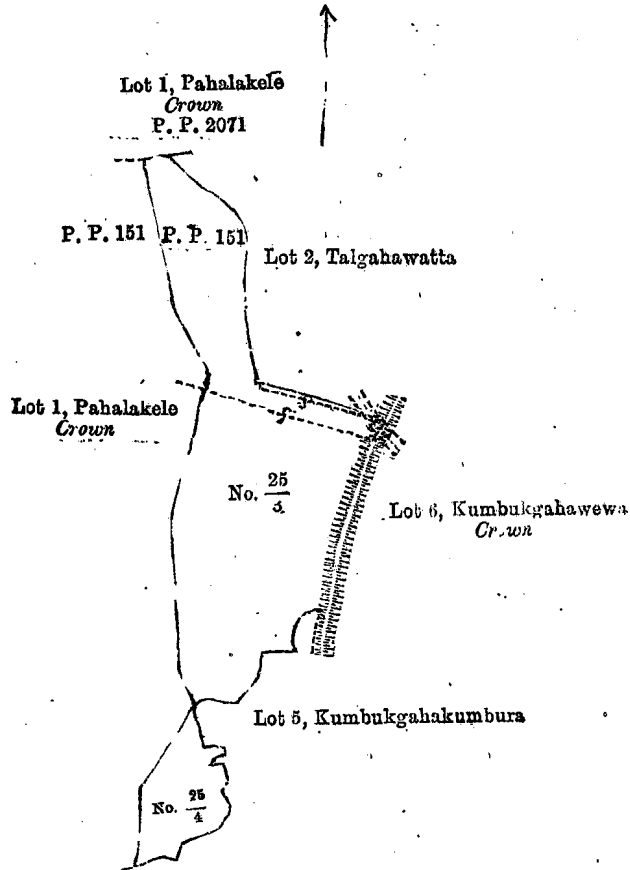 Lot 1, Pahalakele
Crown
P. P. 2071
P. P. 151
P. P. 151
Lot 2, Talgahawatta
Lot 1, Pahalakele
Crown
No. 25
Lot 6, Kumbukgahawewa
Crown
Lot 5, Kumbukgahakumbura
No. 25/4